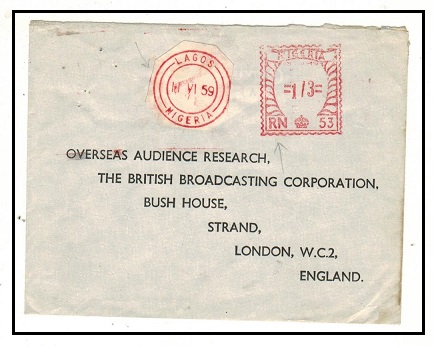 LAGOS
VI 59
NIGERIA
NIGERIA
=1/3=
RN 53
OVERSEAS AUDIENCE RESEARCH,
THE BRITISH BROADCASTING CORPORATION,
BUSH HOUSE,
STRAND,
LONDON, W.C.2,
ENGLAND.